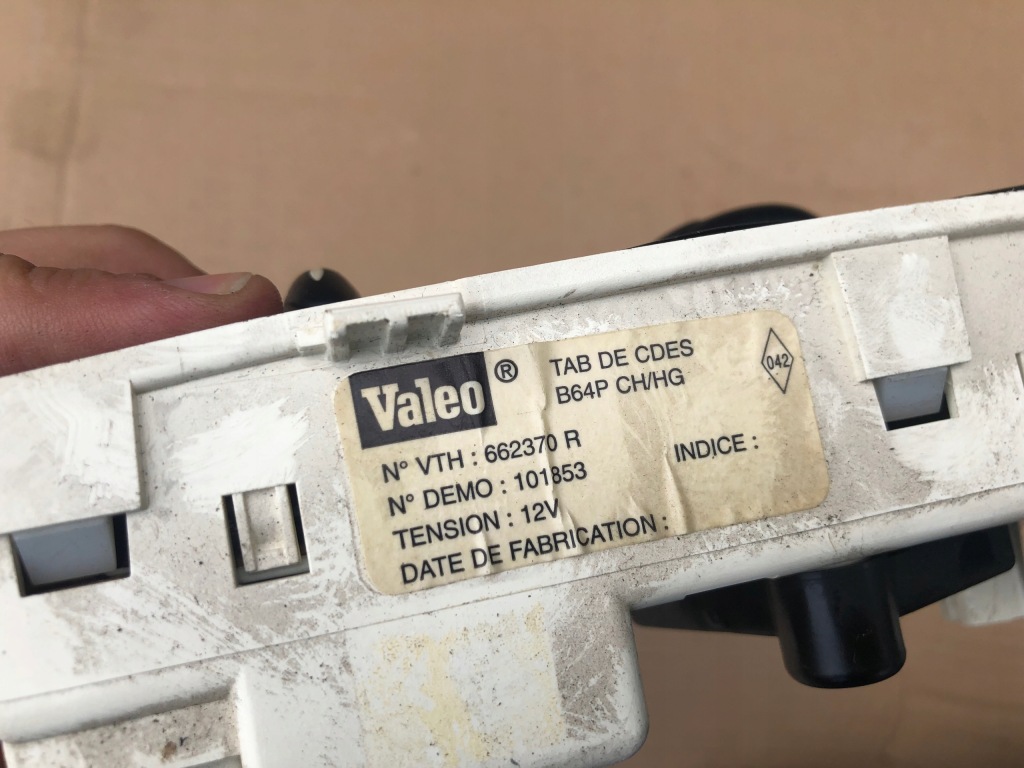 Valeo ®
TAB DE CDES
B64P CH/HG
042
N° VTH : 662370 R
N° DEMO : 101853
INDICE :
TENSION : 12V
DATE DE FABRICATION :